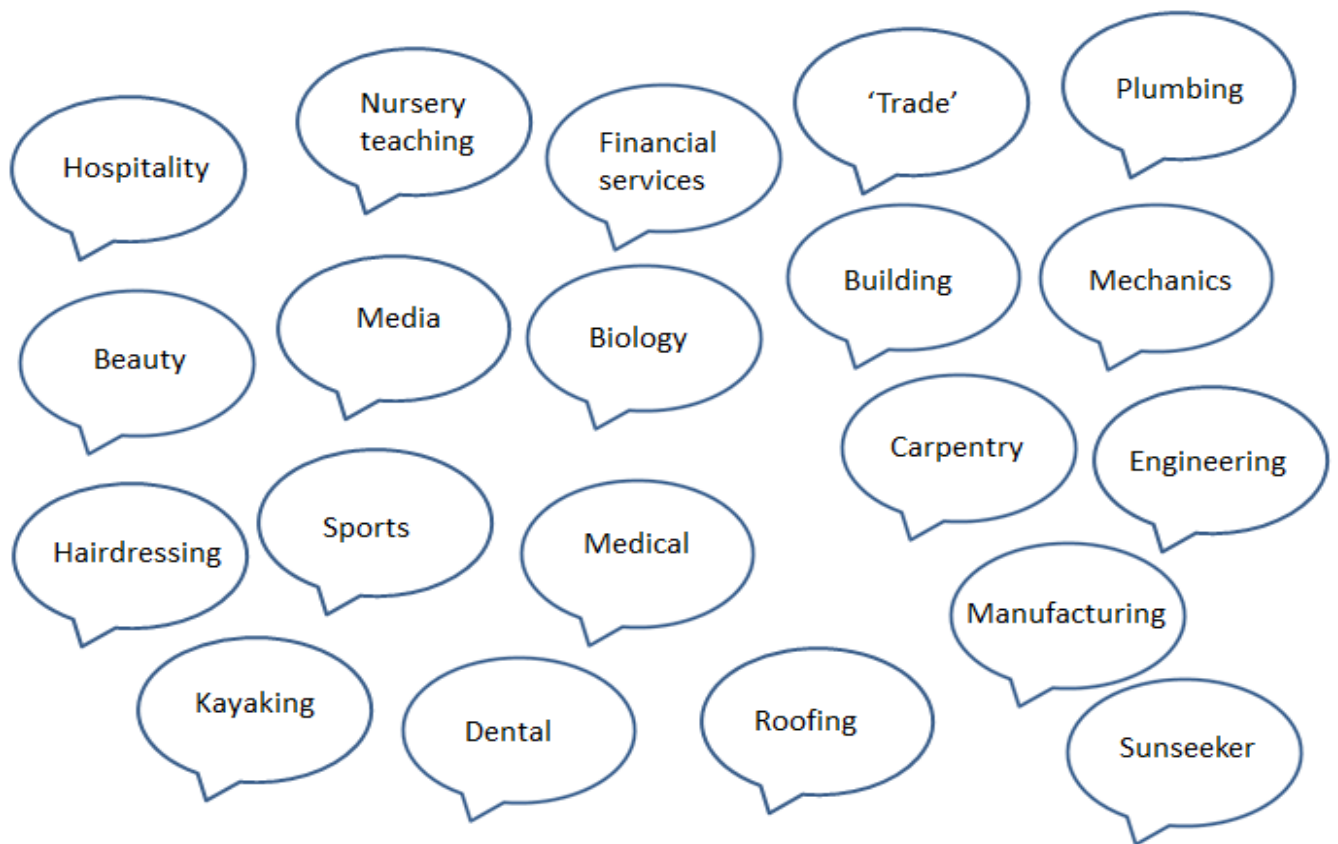 Hospitality
Nursery
teaching
Financial
services
‘Trade’
Plumbing
Beauty
Media
Biology
Building
Mechanics
Carpentry
Engineering
Hairdressing
Sports
Medical
Manufacturing
Kayaking
Dental
Roofing
Sunseeker